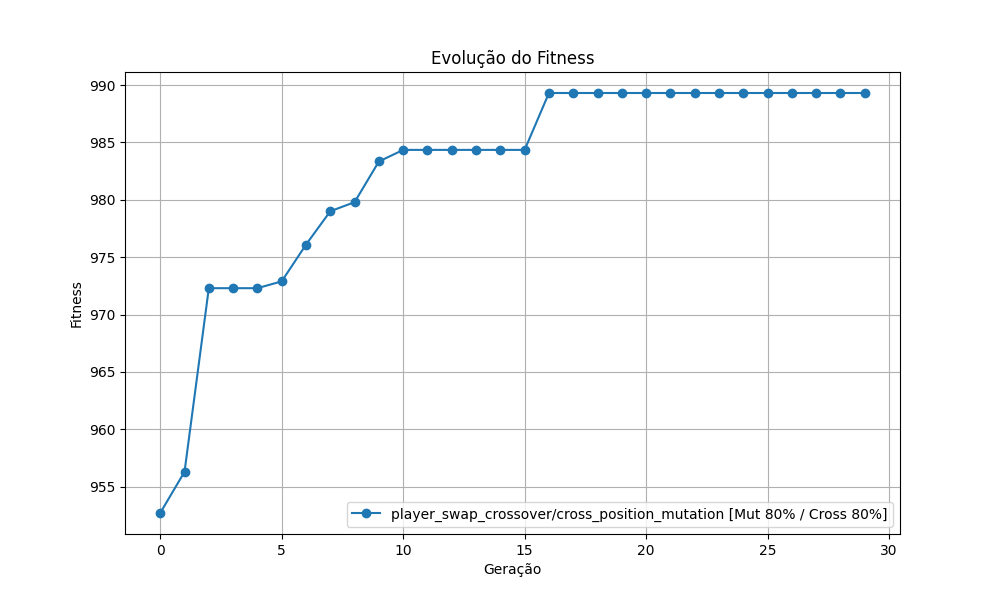 Evolução do Fitness
Fitness
990
985
980
975
970
965
960
955
player_swap_crossover/cross_position_mutation [Mut 80% / Cross 80%]
0 5 10 15 20 25 30
Geração